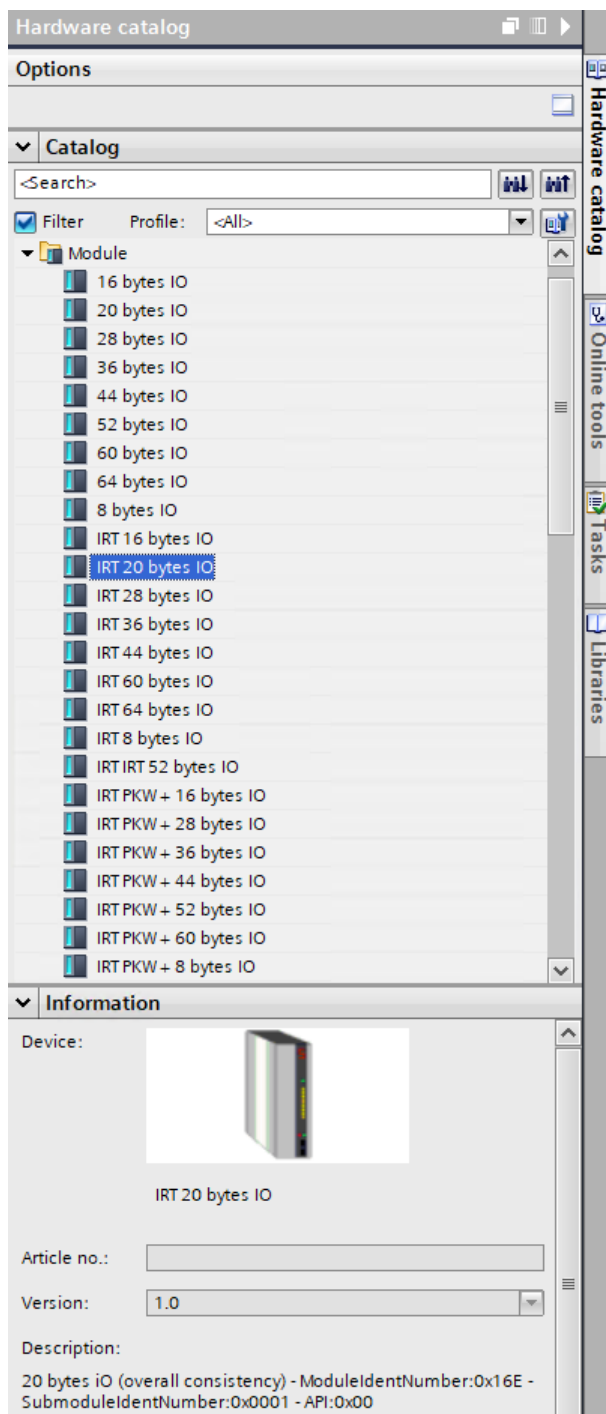 Hardware catalog
Options
Catalog
<Search>
Filter Profile: <All>
Module
16 bytes IO
20 bytes IO
28 bytes IO
36 bytes IO
44 bytes IO
52 bytes IO
60 bytes IO
64 bytes IO
8 bytes IO
IRT 16 bytes IO
IRT 20 bytes IO
IRT 28 bytes IO
IRT 36 bytes IO
IRT 44 bytes IO
IRT 60 bytes IO
IRT 64 bytes IO
IRT 8 bytes IO
IRT IRT 52 bytes IO
IRT PKW + 16 bytes IO
IRT PKW + 28 bytes IO
IRT PKW + 36 bytes IO
IRT PKW + 44 bytes IO
IRT PKW + 52 bytes IO
IRT PKW + 60 bytes IO
IRT PKW + 8 bytes IO
Information
Device:
IRT 20 bytes IO
Article no.:
Version: 1.0
Description:
20 bytes iO (overall consistency) - ModuleIdentNumber:0x16E -
SubmoduleIdentNumber:0x0001 - API:0x00
Hardware catalog
Online tools
Tasks
Libraries